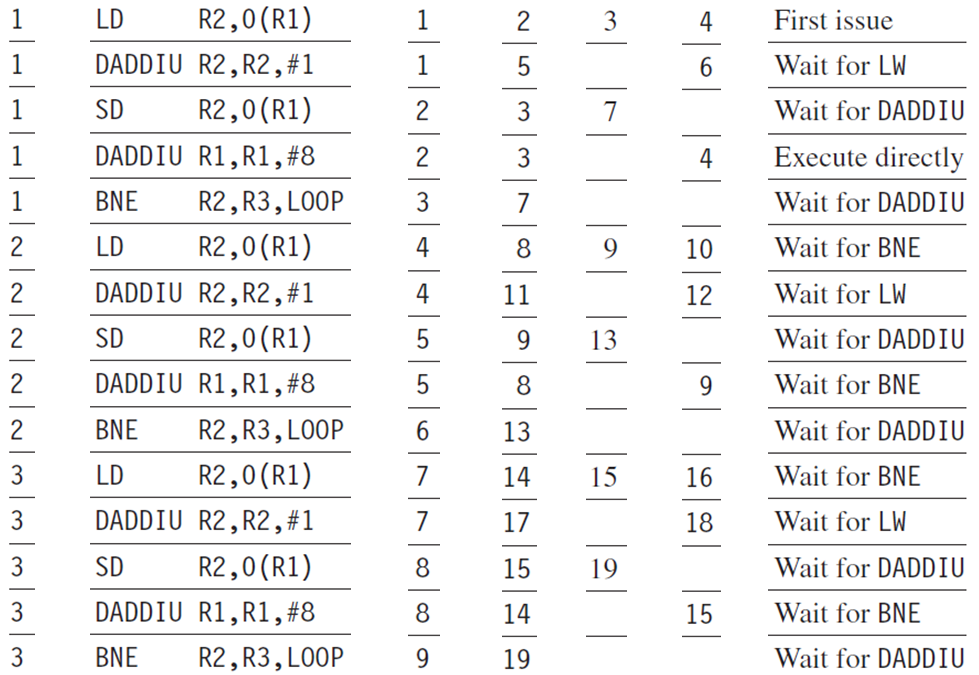 1 LD R2,0(R1) 1 2 3 4 First issue
1 DADDIU R2,R2,#1 1 5 6 Wait for LW
1 SD R2,0(R1) 2 3 7 Wait for DADDIU
1 DADDIU R1,R1,#8 2 3 4 Execute directly
1 BNE R2,R3,LOOP 3 7 Wait for DADDIU
2 LD R2,0(R1) 4 8 9 10 Wait for BNE
2 DADDIU R2,R2,#1 4 11 12 Wait for LW
2 SD R2,0(R1) 5 9 13 Wait for DADDIU
2 DADDIU R1,R1,#8 5 8 9 Wait for BNE
2 BNE R2,R3,LOOP 6 13 Wait for DADDIU
3 LD R2,0(R1) 7 14 15 16 Wait for BNE
3 DADDIU R2,R2,#1 7 17 18 Wait for LW
3 SD R2,0(R1) 8 15 19 Wait for DADDIU
3 DADDIU R1,R1,#8 8 14 15 Wait for BNE
3 BNE R2,R3,LOOP 9 19 Wait for DADDIU